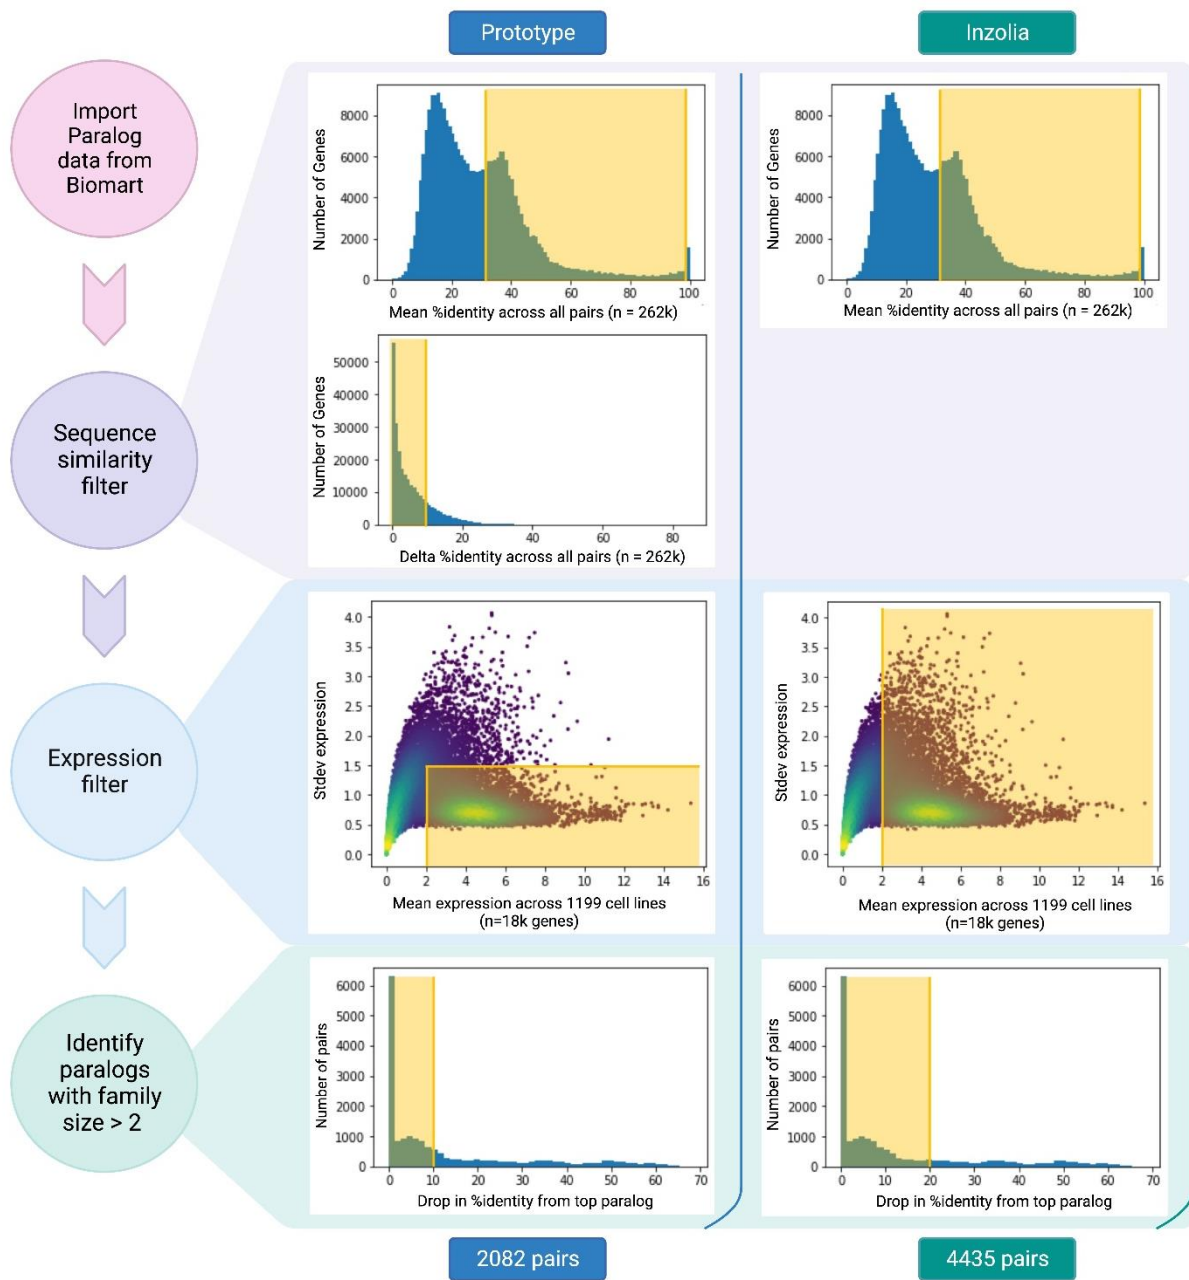 Prototype
Inzolia
Import
Paralog
data from
Biomart
Number of Genes
8000
6000
4000
2000
0
0 20 40 60 80 100
Mean %identity across all pairs (n = 262k)
Number of Genes
8000
6000
4000
2000
0
0 20 40 60 80 100
Mean %identity across all pairs (n = 262k)
Sequence
similarity
filter
Number of Genes
50000
40000
30000
20000
10000
0
0 20 40 60 80
Delta %identity across all pairs (n = 262k)
Expression
filter
Stdev expression
4.0
3.5
3.0
2.5
2.0
1.5
1.0
0.5
0.0
0 2 4 6 8 10 12 14 16
Mean expression across 1199 cell lines
(n=18k genes)
Stdev expression
4.0
3.5
3.0
2.5
2.0
1.5
1.0
0.5
0.0
0 2 4 6 8 10 12 14 16
Mean expression across 1199 cell lines
(n=18k genes)
Identify
paralogs
with family
size > 2
Number of pairs
6000
5000
4000
3000
2000
1000
0
0 10 20 30 40 50 60 70
Drop in %identity from top paralog
Number of pairs
6000
5000
4000
3000
2000
1000
0
0 10 20 30 40 50 60 70
Drop in %identity from top paralog
2082 pairs
4435 pairs